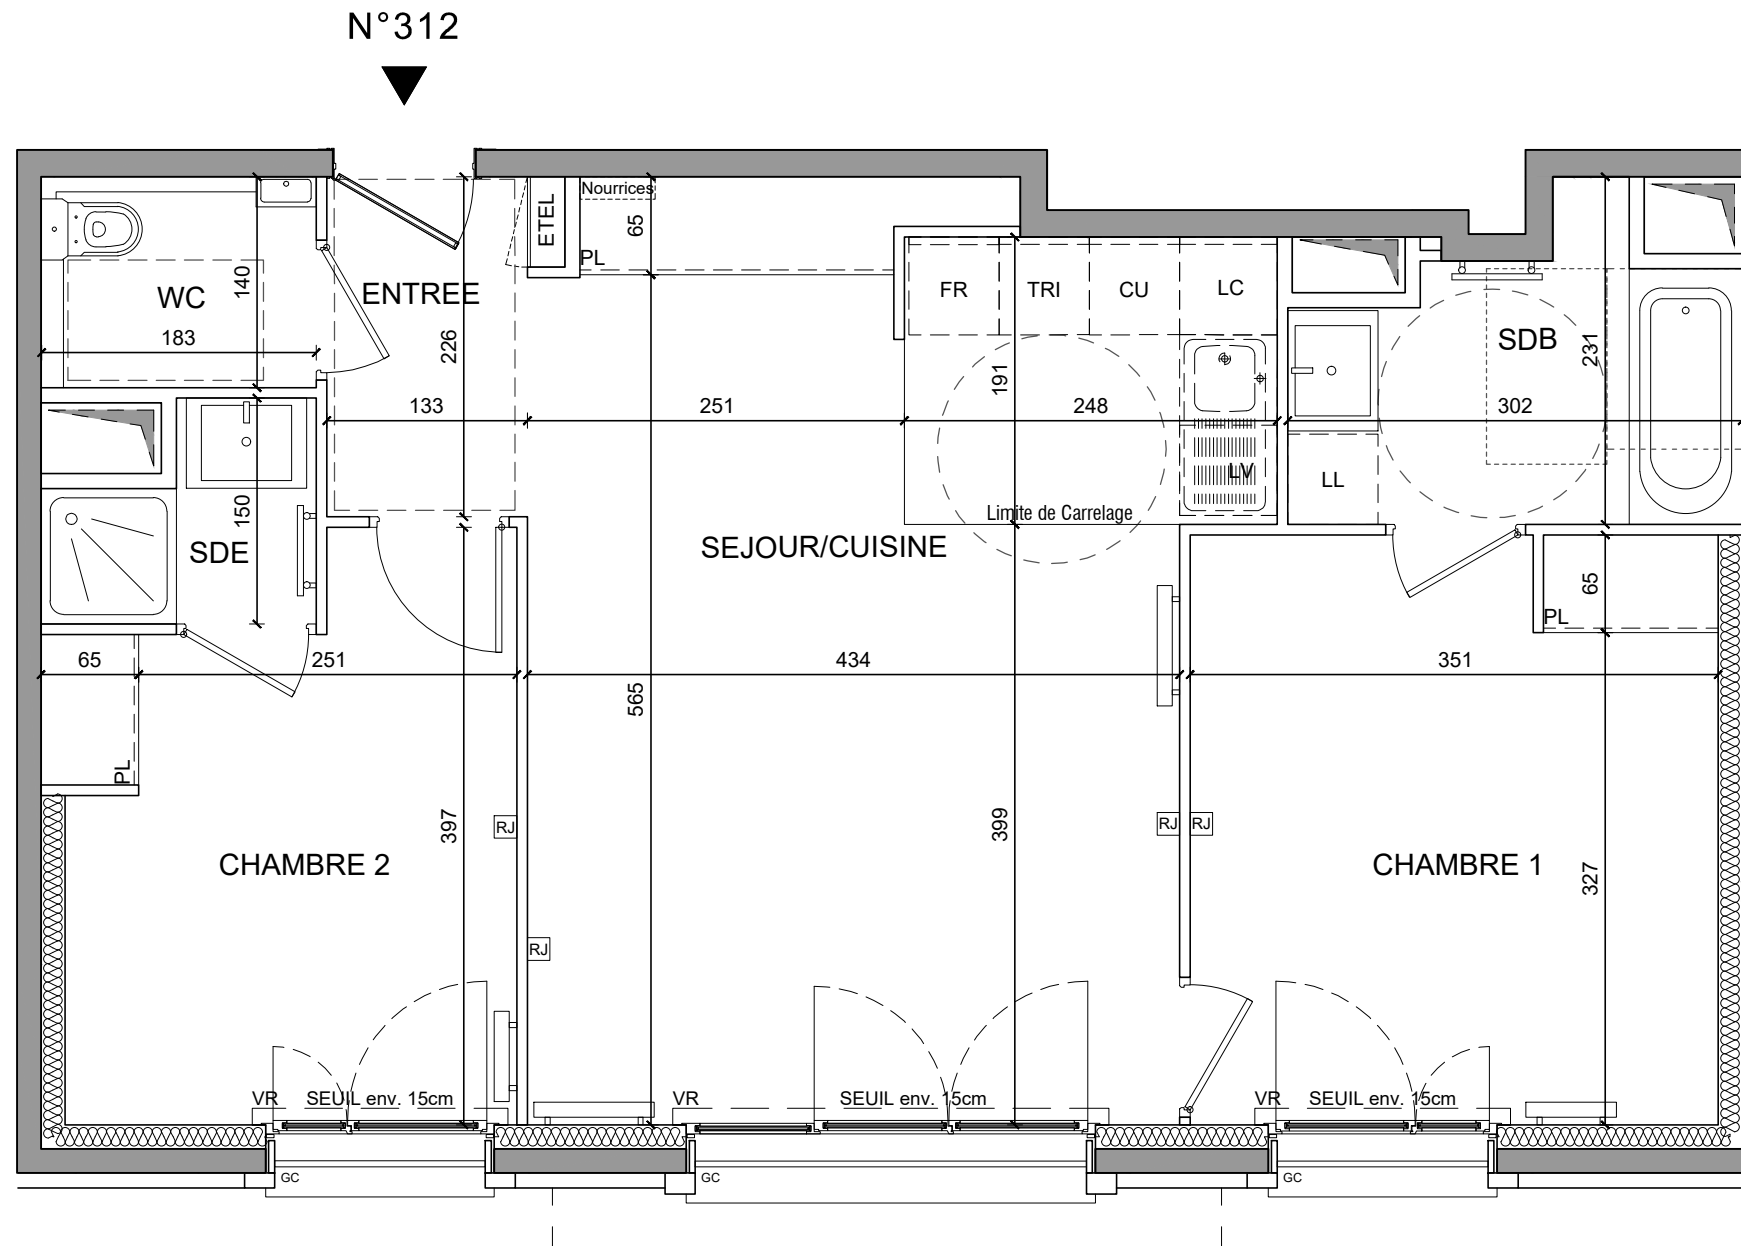 N°312
Nourrices
ETEL
65
PL
WC
140
ENTREE
183
226
FR
TRI
CU
LC
SDB
231
191
133
251
248
302
LV
LL
150
Limite de Carrelage
SDE
SEJOUR/CUISINE
65
PL
65
251
434
351
565
PL
397
RJ
399
RJ
RJ
CHAMBRE 2
CHAMBRE 1
327
RJ
VR
SEUIL env. 15cm
VR
SEUIL env. 15cm
VR
SEUIL env. 15cm
GC
GC
GC